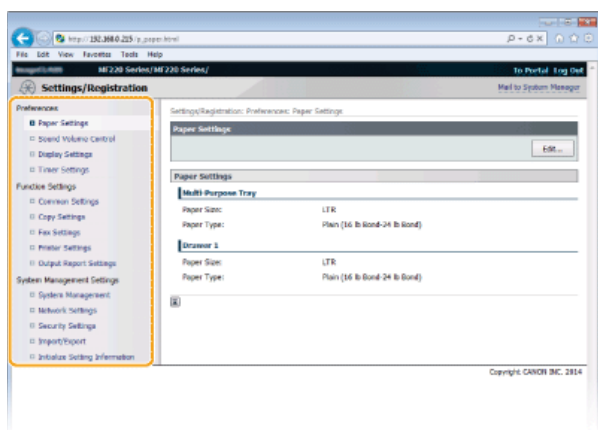 http://192.168.0.215/p_paper.html
File Edit View Favorites Tools Help
MF220 Series/MF220 Series/
To Portal Log Out
Settings/Registration
Mail to System Manager
Preferences
Paper Settings
Sound Volume Control
Display Settings
Timer Settings
Function Settings
Common Settings
Copy Settings
Fax Settings
Printer Settings
Output Report Settings
System Management Settings
System Management
Network Settings
Security Settings
Import/Export
Initialize Setting Information
Settings/Registration: Preferences: Paper Settings
Paper Settings
Edit...
Paper Settings
Multi-Purpose Tray
Paper Size: LTR
Paper Type: Plain (16 lb Bond-24 lb Bond)
Drawer 1
Paper Size: LTR
Paper Type: Plain (16 lb Bond-24 lb Bond)
Copyright CANON INC. 2014